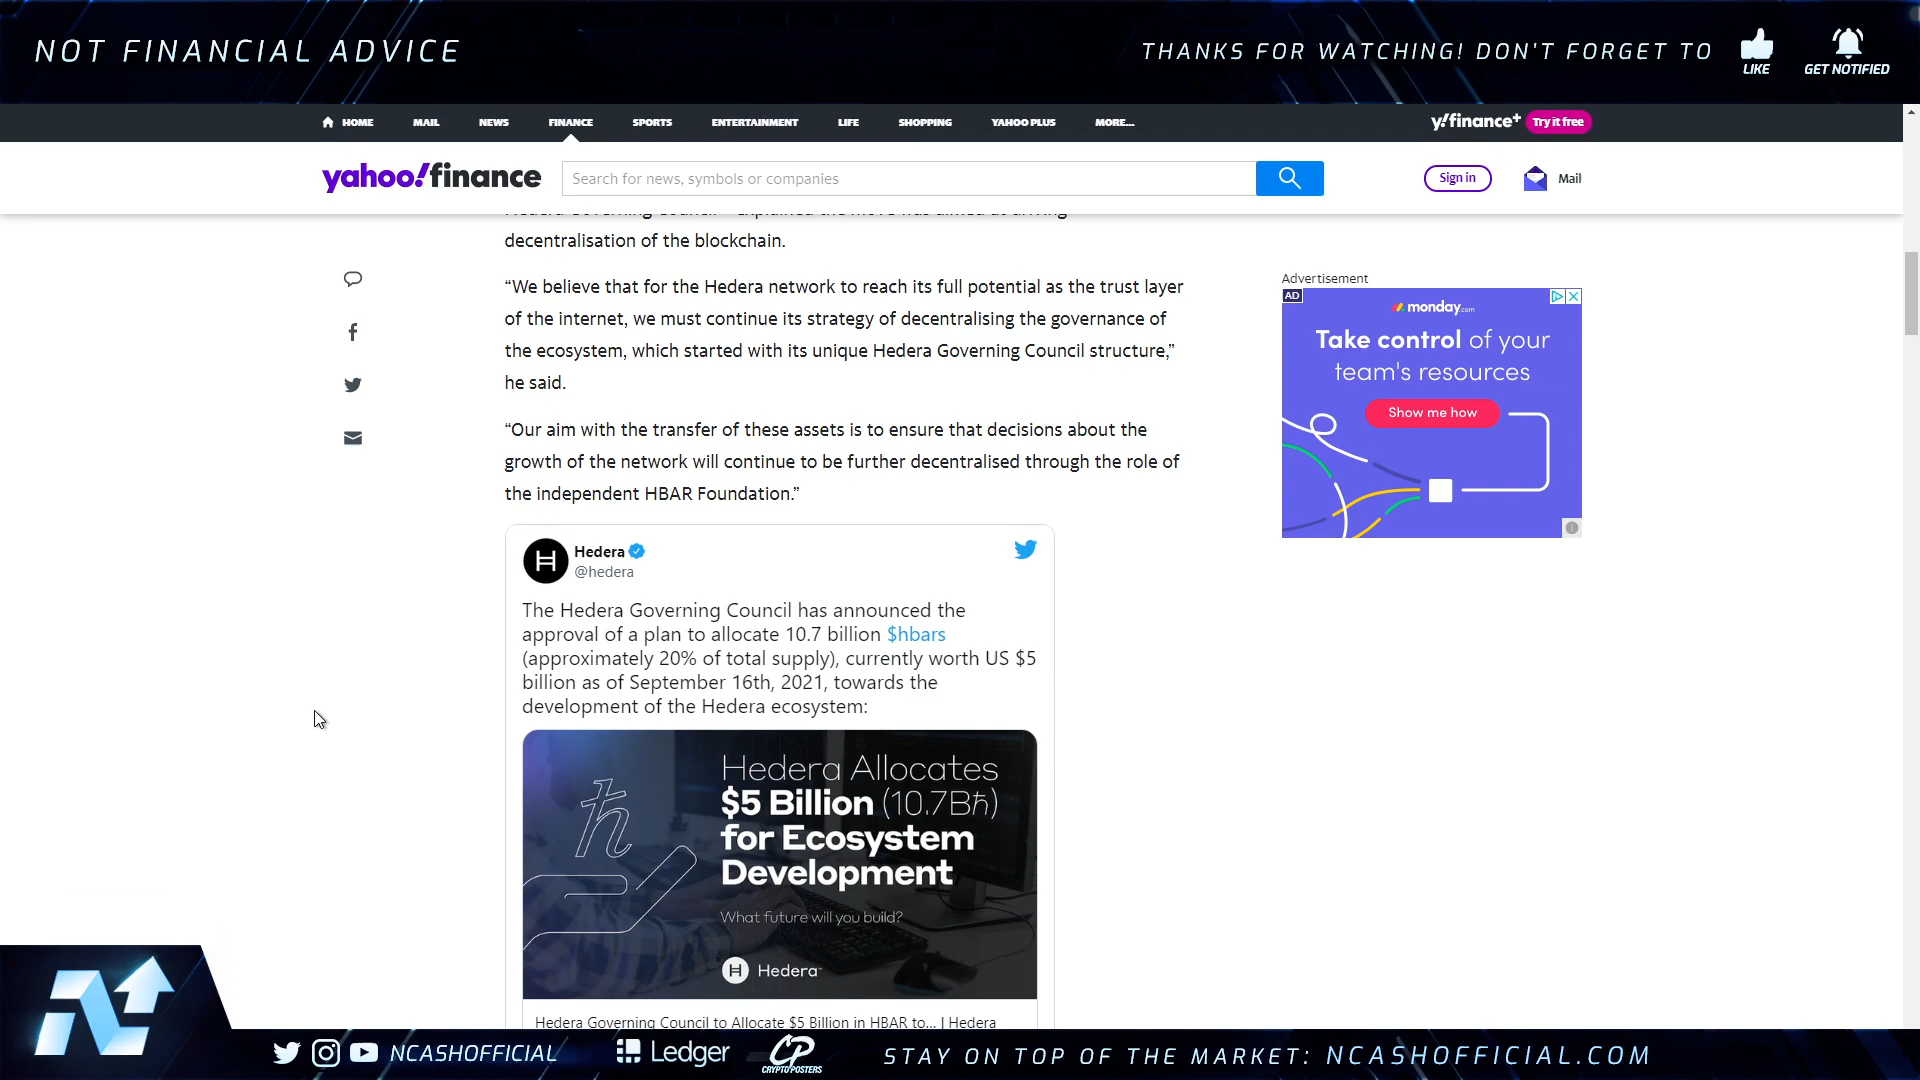 NOT FINANCIAL ADVICE
THANKS FOR WATCHING! DON'T FORGET TO
LIKE
GET NOTIFIED
HOME MAIL NEWS FINANCE SPORTS ENTERTAINMENT LIFE SHOPPING YAHOO PLUS MORE...
y!finance+ Try it free
yahoo!finance
Search for news, symbols or companies
Sign in
Mail
decentralisation of the blockchain.
“We believe that for the Hedera network to reach its full potential as the trust layer
of the internet, we must continue its strategy of decentralising the governance of
the ecosystem, which started with its unique Hedera Governing Council structure,”
he said.
“Our aim with the transfer of these assets is to ensure that decisions about the
growth of the network will continue to be further decentralised through the role of
the independent HBAR Foundation.”
Advertisement
AD
monday.com
Take control of your
team's resources
Show me how
Hedera
@hedera
The Hedera Governing Council has announced the
approval of a plan to allocate 10.7 billion $hbars
(approximately 20% of total supply), currently worth US $5
billion as of September 16th, 2021, towards the
development of the Hedera ecosystem:
Hedera Allocates
$5 Billion (10.7Bℏ)
for Ecosystem
Development
What future will you build?
H Hedera
Hedera Governing Council to Allocate $5 Billion in HBAR to... | Hedera
NCASHOFFICIAL
Ledger
CP
CRYPTO POSTERS
STAY ON TOP OF THE MARKET: NCASHOFFICIAL.COM